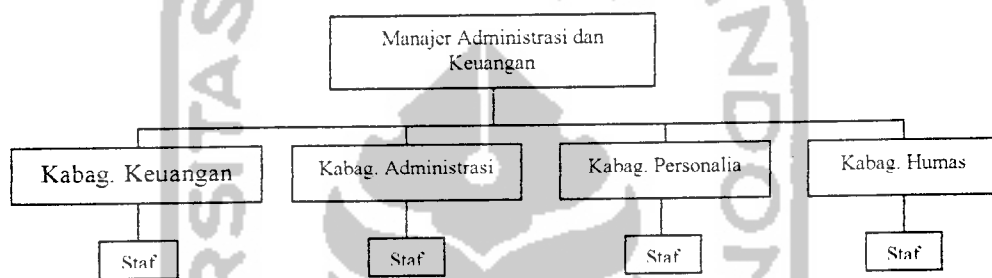 Manajer Administrasi dan
Keuangan
Kabag. Keuangan
Kabag. Administrasi
Kabag. Personalia
Kabag. Humas
Staf
Staf
Staf
Staf